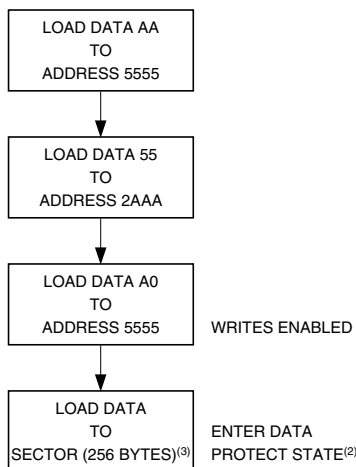 LOAD DATA AA
TO
ADDRESS 5555
LOAD DATA 55
TO
ADDRESS 2AAA
LOAD DATA A0
TO
ADDRESS 5555
WRITES ENABLED
LOAD DATA
TO
SECTOR (256 BYTES)(3)
ENTER DATA
PROTECT STATE(2)